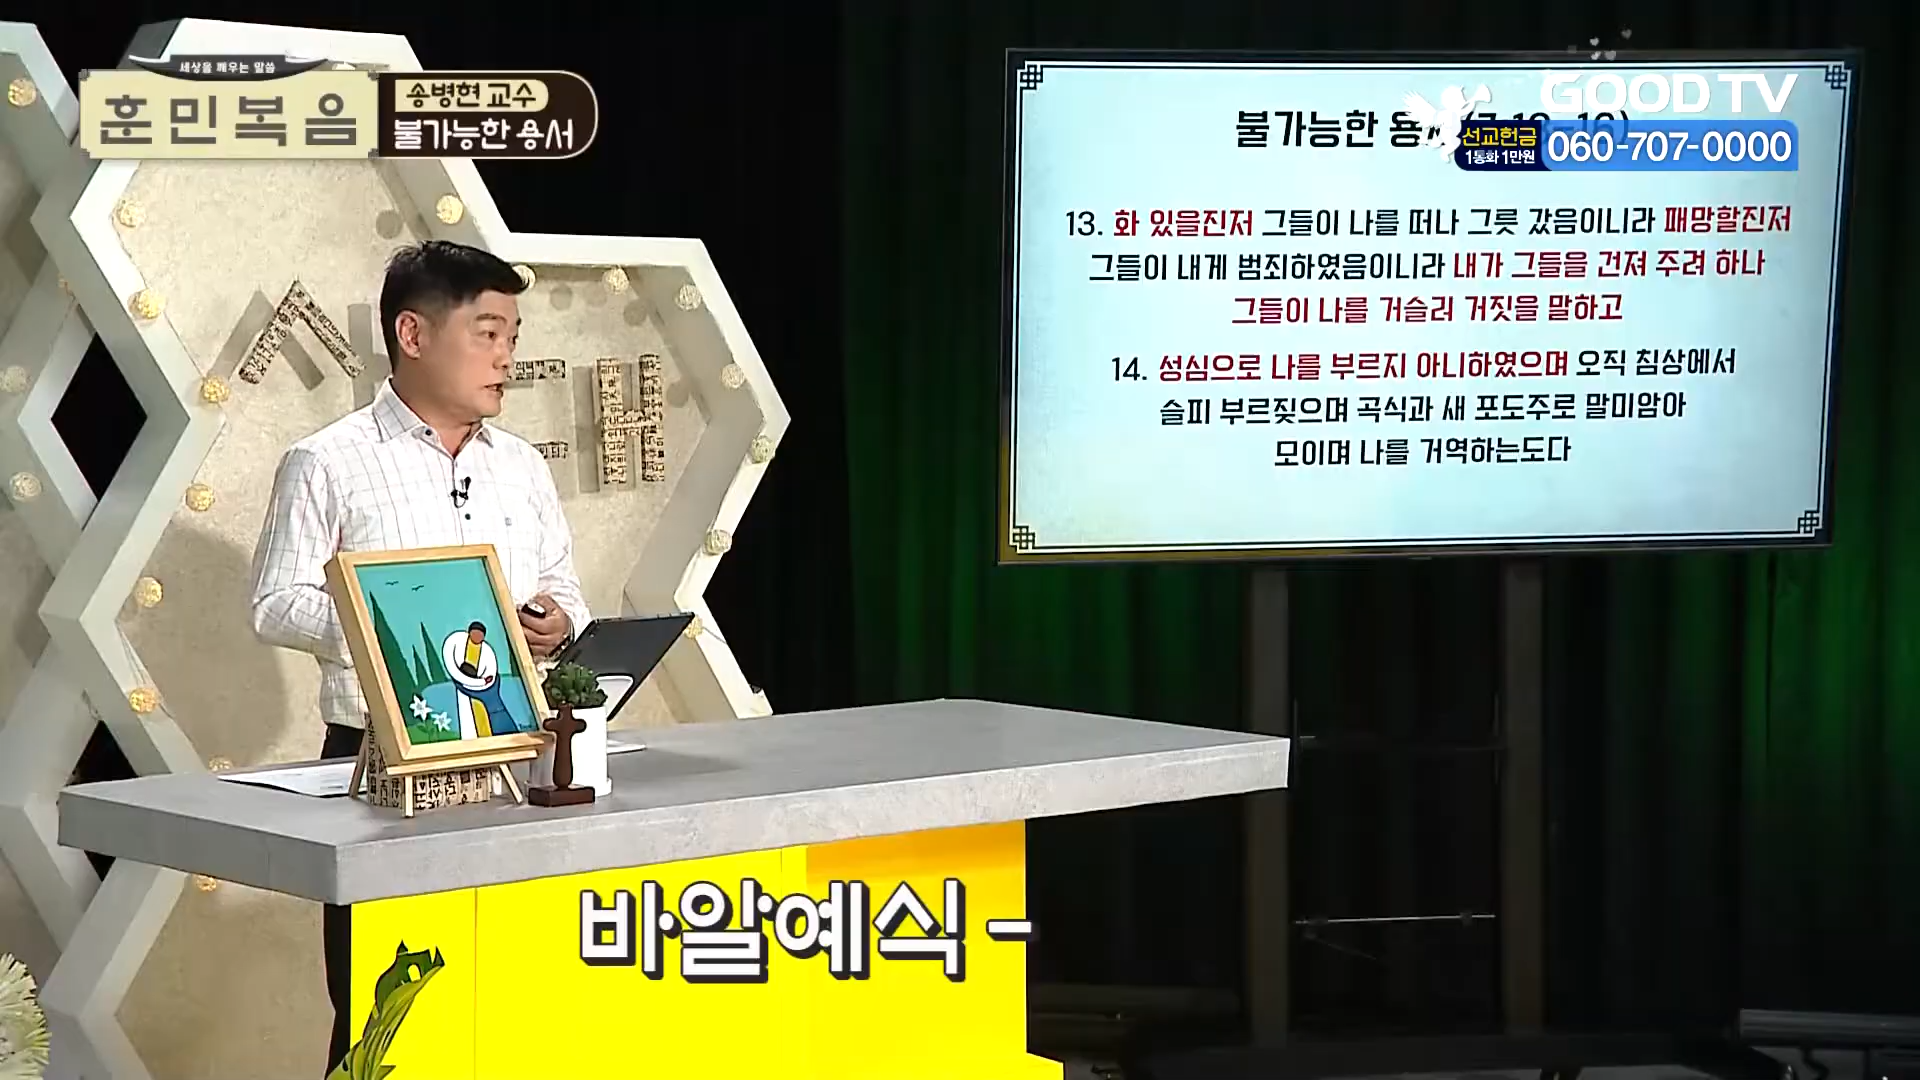 세상을 깨우는 말씀
훈민복음
송병현 교수
불가능한 용서
GOOD TV
선교헌금
1통화 1만원
060-707-0000
불가능한
13. 화 있을진저 그들이 나를 떠나 그릇 갔음이니라 패망할진저
그들이 내게 범죄하였음이니라 내가 그들을 건져 주려 하나
그들이 나를 거슬러 거짓을 말하고
14. 성심으로 나를 부르지 아니하였으며 오직 침상에서
슬피 부르짖으며 곡식과 새 포도주로 말미암아
모이며 나를 거역하는도다
바알예식 -